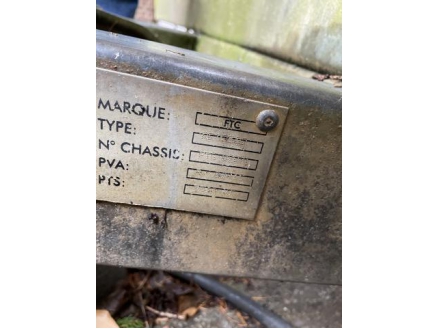 MARQUE: FTC
TYPE:
N° CHASSIS:
PVA:
PTS: